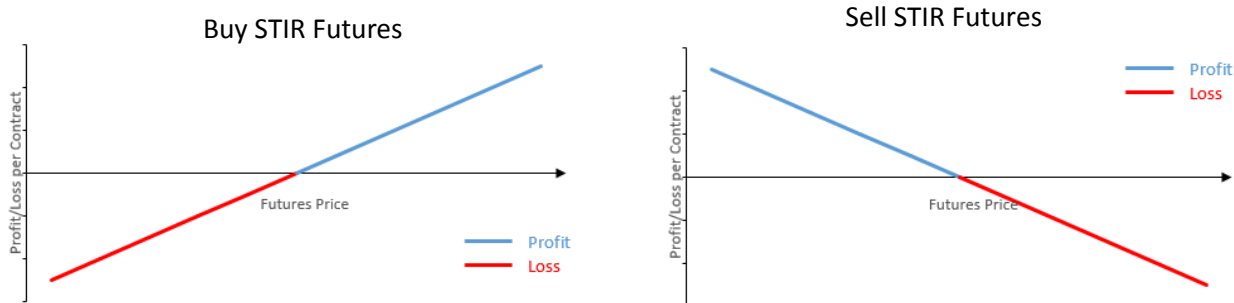 Buy STIR Futures
Profit/Loss per Contract
Futures Price
Profit
Loss
Sell STIR Futures
Profit/Loss per Contract
Futures Price
Profit
Loss